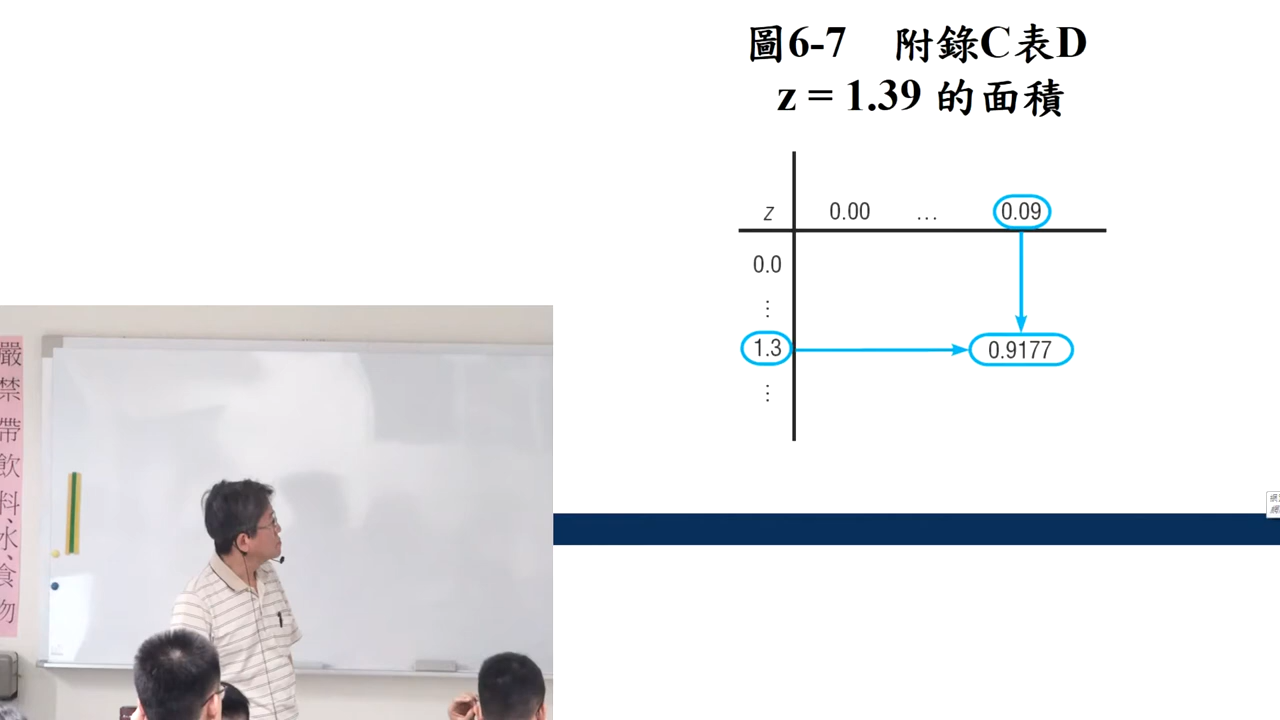 圖6-7 附錄C表D
z = 1.39 的面積
z 0.00 ... 0.09
0.0
⋮
1.3 0.9177
⋮
嚴禁帶飲料、水、食物